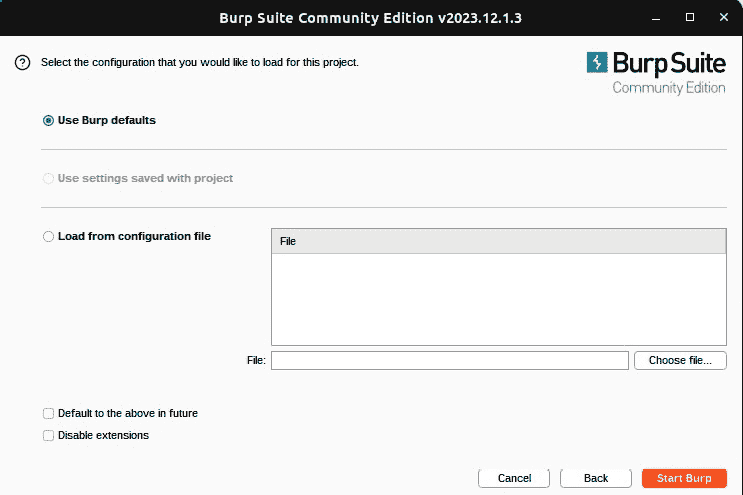 Burp Suite Community Edition v2023.12.1.3
Select the configuration that you would like to load for this project.
Burp Suite
Community Edition
Use Burp defaults
Use settings saved with project
Load from configuration file
File
File:
Choose file...
Default to the above in future
Disable extensions
Cancel
Back
Start Burp